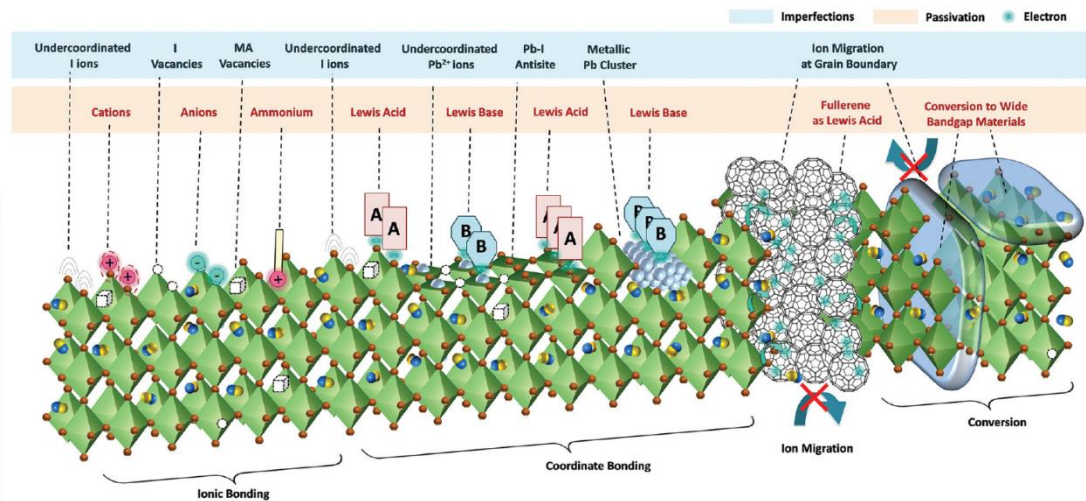 Imperfections Passivation Electron
Undercoordinated I Vacancies MA Vacancies Undercoordinated Undercoordinated Pb-I Metallic Ion Migration
I ions I ions Pb²⁺ ions Antisite Pb Cluster at Grain Boundary
Cations Anions Ammonium Lewis Acid Lewis Base Lewis Acid Lewis Base Fullerene Conversion to Wide
as Lewis Acid Bandgap Materials
A
A
B
B
A
A
A
B
B
B
+
+
-
-
+
Ionic Bonding
Coordinate Bonding
Ion Migration
Conversion